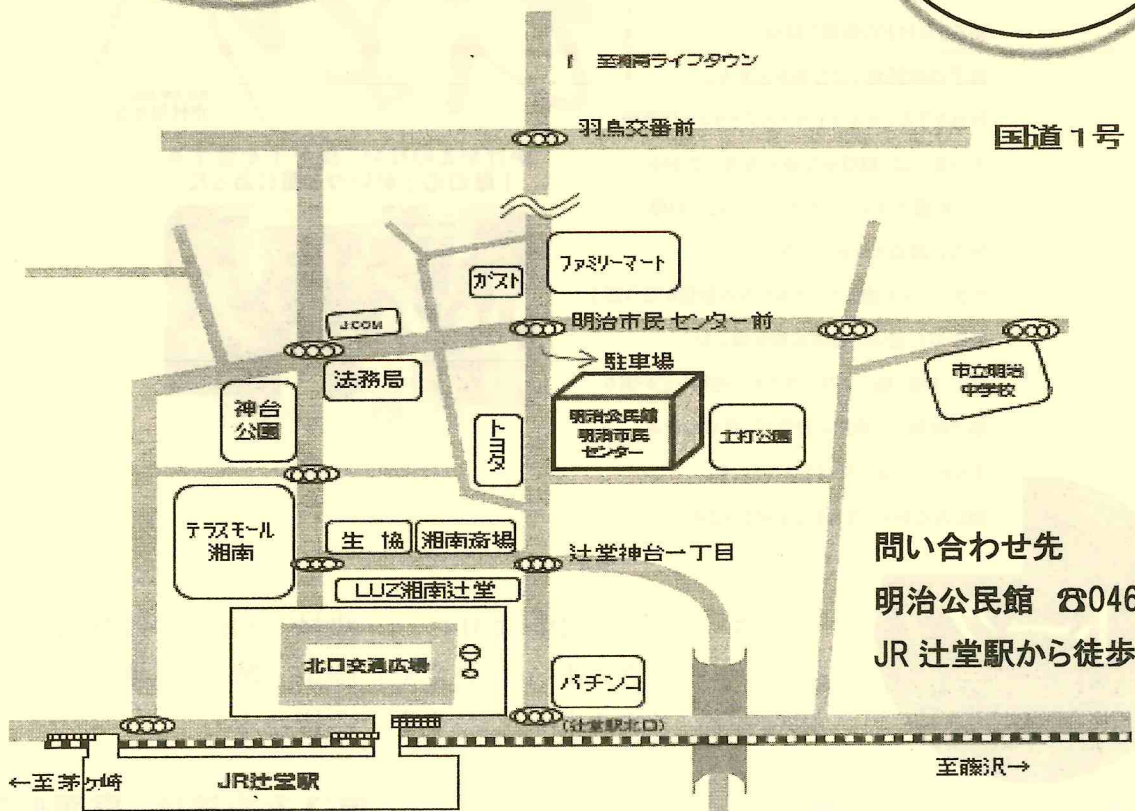 至湘南ライフタウン
羽鳥交番前
国道1号
ファミリーマート
ガスト
J:COM
明治市民センター前
駐車場
法務局
市立明治
中学校
神台
公園
トヨタ
明治公民館
明治市民
センター
土打公園
テラスモール
湘南
生協
湘南斎場
辻堂神台一丁目
LUZ湘南辻堂
問い合わせ先
明治公民館 ☎046
JR 辻堂駅から徒歩
北口交通広場
パチンコ
(辻堂駅北口)
←至茅ヶ崎
JR辻堂駅
至藤沢→